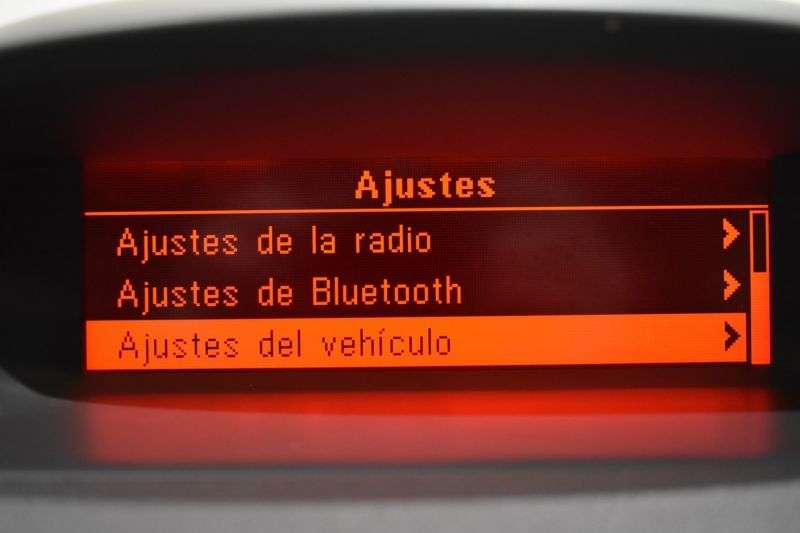 Ajustes
Ajustes de la radio
Ajustes de Bluetooth
Ajustes del vehículo